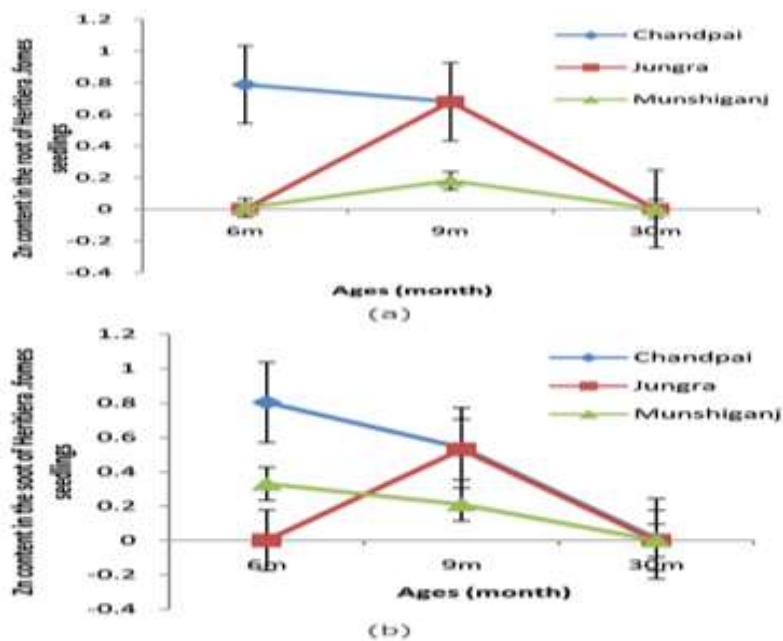 Zn content in the root of Heritiera .fomes
seedlings
1.2
1
0.8
0.6
0.4
0.2
0
-0.2
-0.4
6m
9m
30m
Chandpai
Jungra
Munshiganj
Ages (month)
(a)
Zn content in the soot of Heritiera .fomes
seedlings
1.2
1
0.8
0.6
0.4
0.2
0
-0.2
-0.4
6m
9m
30m
Chandpai
Jungra
Munshiganj
Ages (month)
(b)